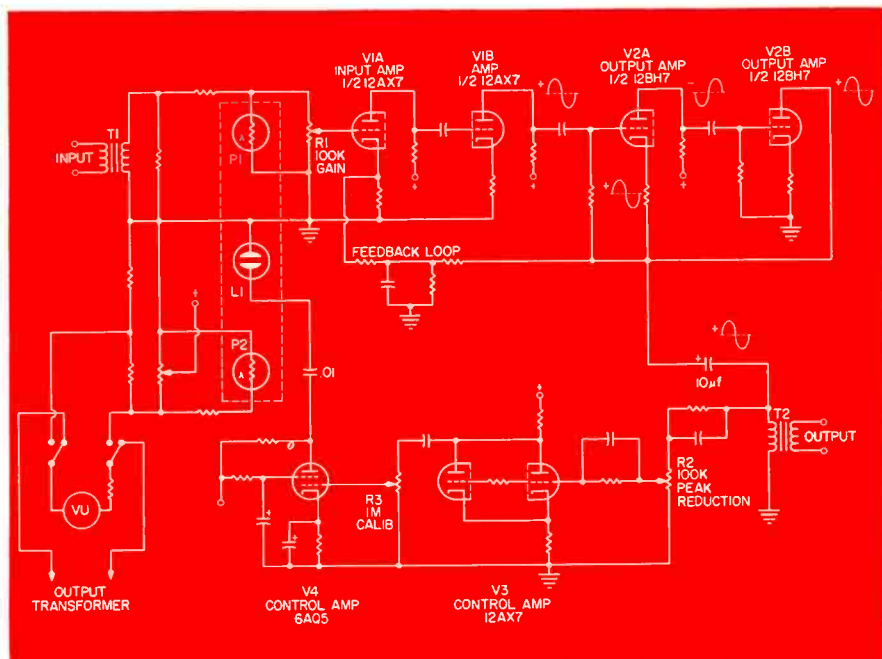 V1A
INPUT AMP
1/2 12AX7
V1B
AMP
1/2 12AX7
V2A
OUTPUT AMP
1/2 12BH7
V2B
OUTPUT AMP
1/2 12BH7
+
-
+
T1
INPUT
λ
P1
R1
100K
GAIN
+
+
+
+
FEEDBACK LOOP
L1
+
P2
λ
.01
+
+
10µf
T2
OUTPUT
+
R2
100K
PEAK
REDUCTION
R3
1M
CALIB
VU
+
+
OUTPUT
TRANSFORMER
V4
CONTROL AMP
6AQ5
V3
CONTROL AMP
12AX7